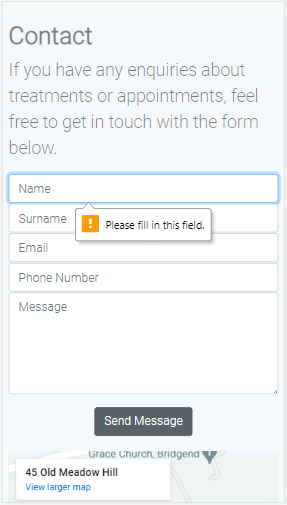 Contact
If you have any enquiries about
treatments or appointments, feel
free to get in touch with the form
below.
Name
Surname
Please fill in this field.
Email
Phone Number
Message
Send Message
Grace Church, Bridgend
45 Old Meadow Hill
View larger map